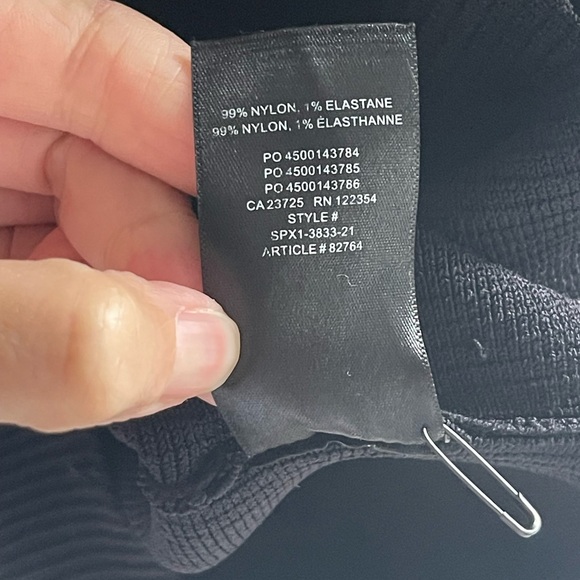 99% NYLON, 1% ELASTANE
99% NYLON, 1% ÉLASTHANNE
PO 4500143784
PO 4500143785
PO 4500143786
CA 23725 RN 122354
STYLE #
SPX1-3833-21
ARTICLE # 82764